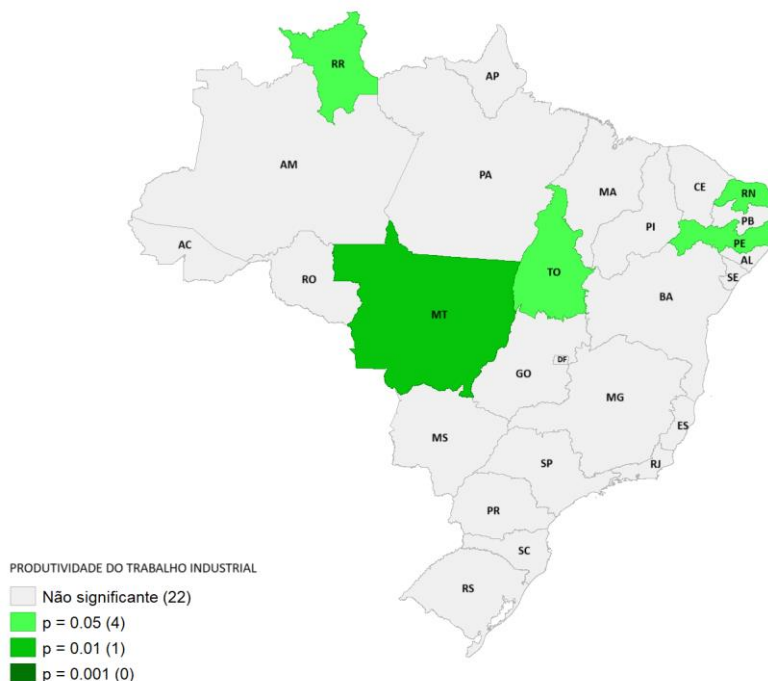 RR
AP
AM
PA
MA
CE
RN
PB
PI
PE
AL
SE
AC
RO
TO
BA
MT
DF
GO
MG
ES
MS
SP
RJ
PR
SC
RS
PRODUTIVIDADE DO TRABALHO INDUSTRIAL
Não significante (22)
p = 0.05 (4)
p = 0.01 (1)
p = 0.001 (0)